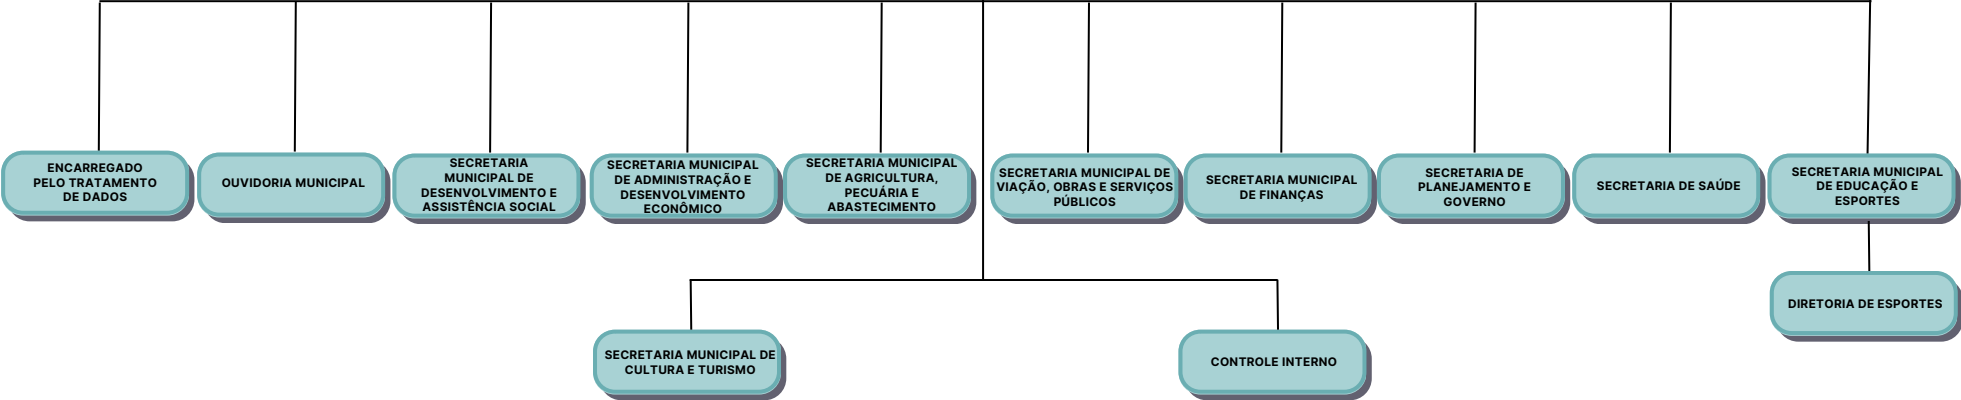 ENCARREGADO
PELO TRATAMENTO
DE DADOS
OUVIDORIA MUNICIPAL
SECRETARIA
MUNICIPAL DE
DESENVOLVIMENTO E
ASSISTÊNCIA SOCIAL
SECRETARIA MUNICIPAL
DE ADMINISTRAÇÃO E
DESENVOLVIMENTO
ECONÔMICO
SECRETARIA MUNICIPAL
DE AGRICULTURA,
PECUÁRIA E
ABASTECIMENTO
SECRETARIA MUNICIPAL DE
VIAÇÃO, OBRAS E SERVIÇOS
PÚBLICOS
SECRETARIA MUNICIPAL
DE FINANÇAS
SECRETARIA DE
PLANEJAMENTO E
GOVERNO
SECRETARIA DE SAÚDE
SECRETARIA MUNICIPAL
DE EDUCAÇÃO E
ESPORTES
DIRETORIA DE ESPORTES
SECRETARIA MUNICIPAL DE
CULTURA E TURISMO
CONTROLE INTERNO